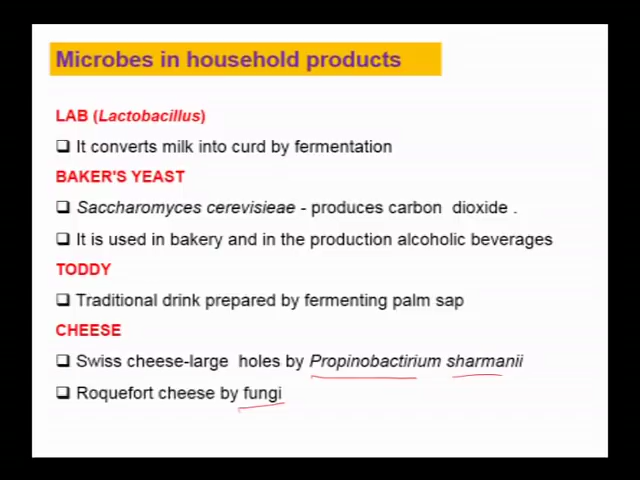 Microbes in household products
LAB (Lactobacillus)
It converts milk into curd by fermentation
BAKER'S YEAST
Saccharomyces cerevisieae - produces carbon dioxide .
It is used in bakery and in the production alcoholic beverages
TODDY
Traditional drink prepared by fermenting palm sap
CHEESE
Swiss cheese-large holes by Propinobactirium sharmanii
Roquefort cheese by fungi